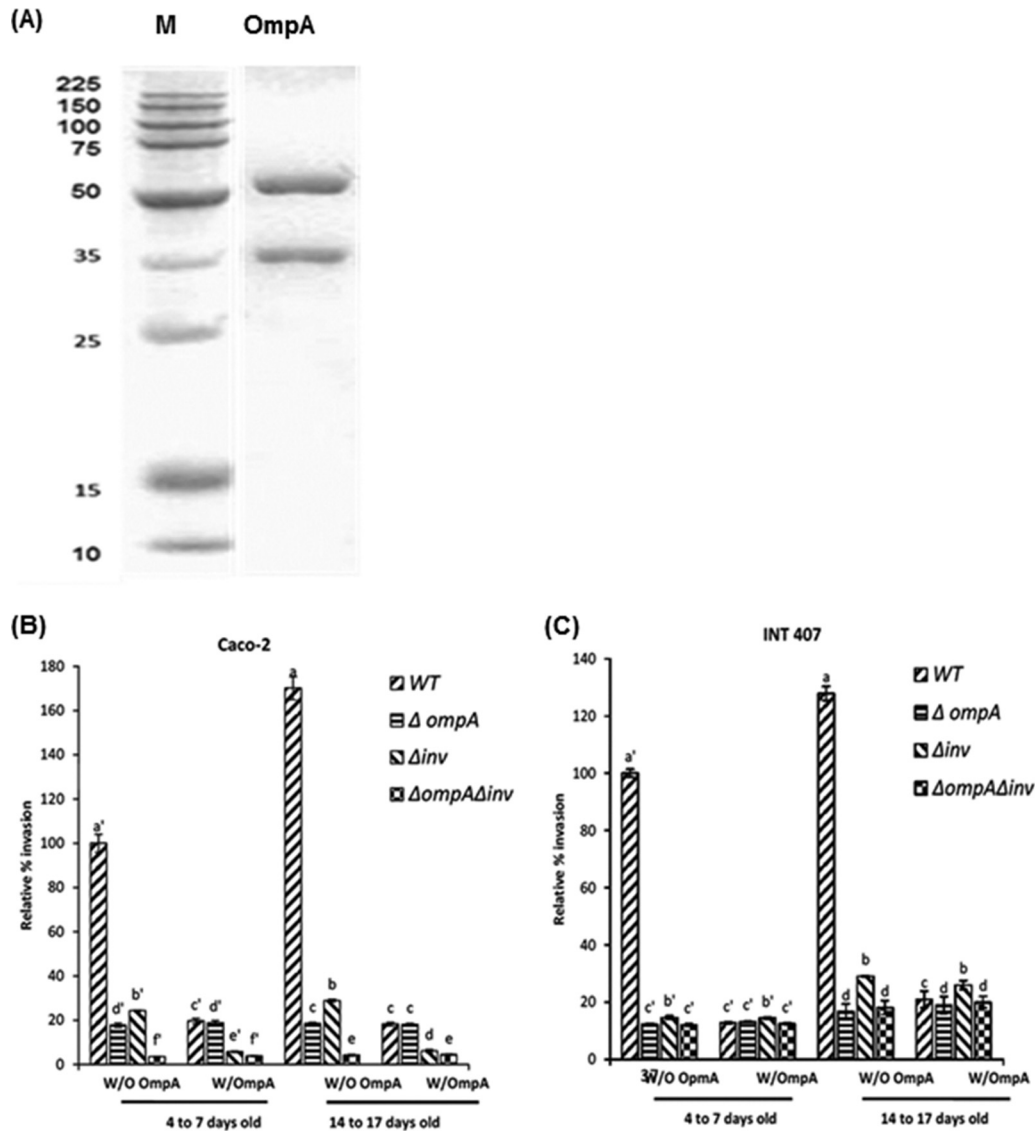 (A)
M OmpA
225
150
100
75
50
35
25
15
10
(B)
Caco-2
180
160
140
120
100
80
60
40
20
0
Relative % invasion
a'
d'
b'
f'
c'
d'
e'
f'
a
c
b
e
c
c
d
e
WT
Δ ompA
Δinv
ΔompAΔinv
W/O OmpA W/OmpA W/O OmpA W/OmpA
4 to 7 days old 14 to 17 days old
(C)
INT 407
140
120
100
80
60
40
20
0
Relative % invasion
a'
c'
b'
c'
c'
c'
b'
c'
a
d
b
d
c
d
b
d
WT
Δ ompA
Δinv
ΔompAΔinv
37
W/O OpmA W/OmpA W/O OmpA W/OmpA
4 to 7 days old 14 to 17 days old